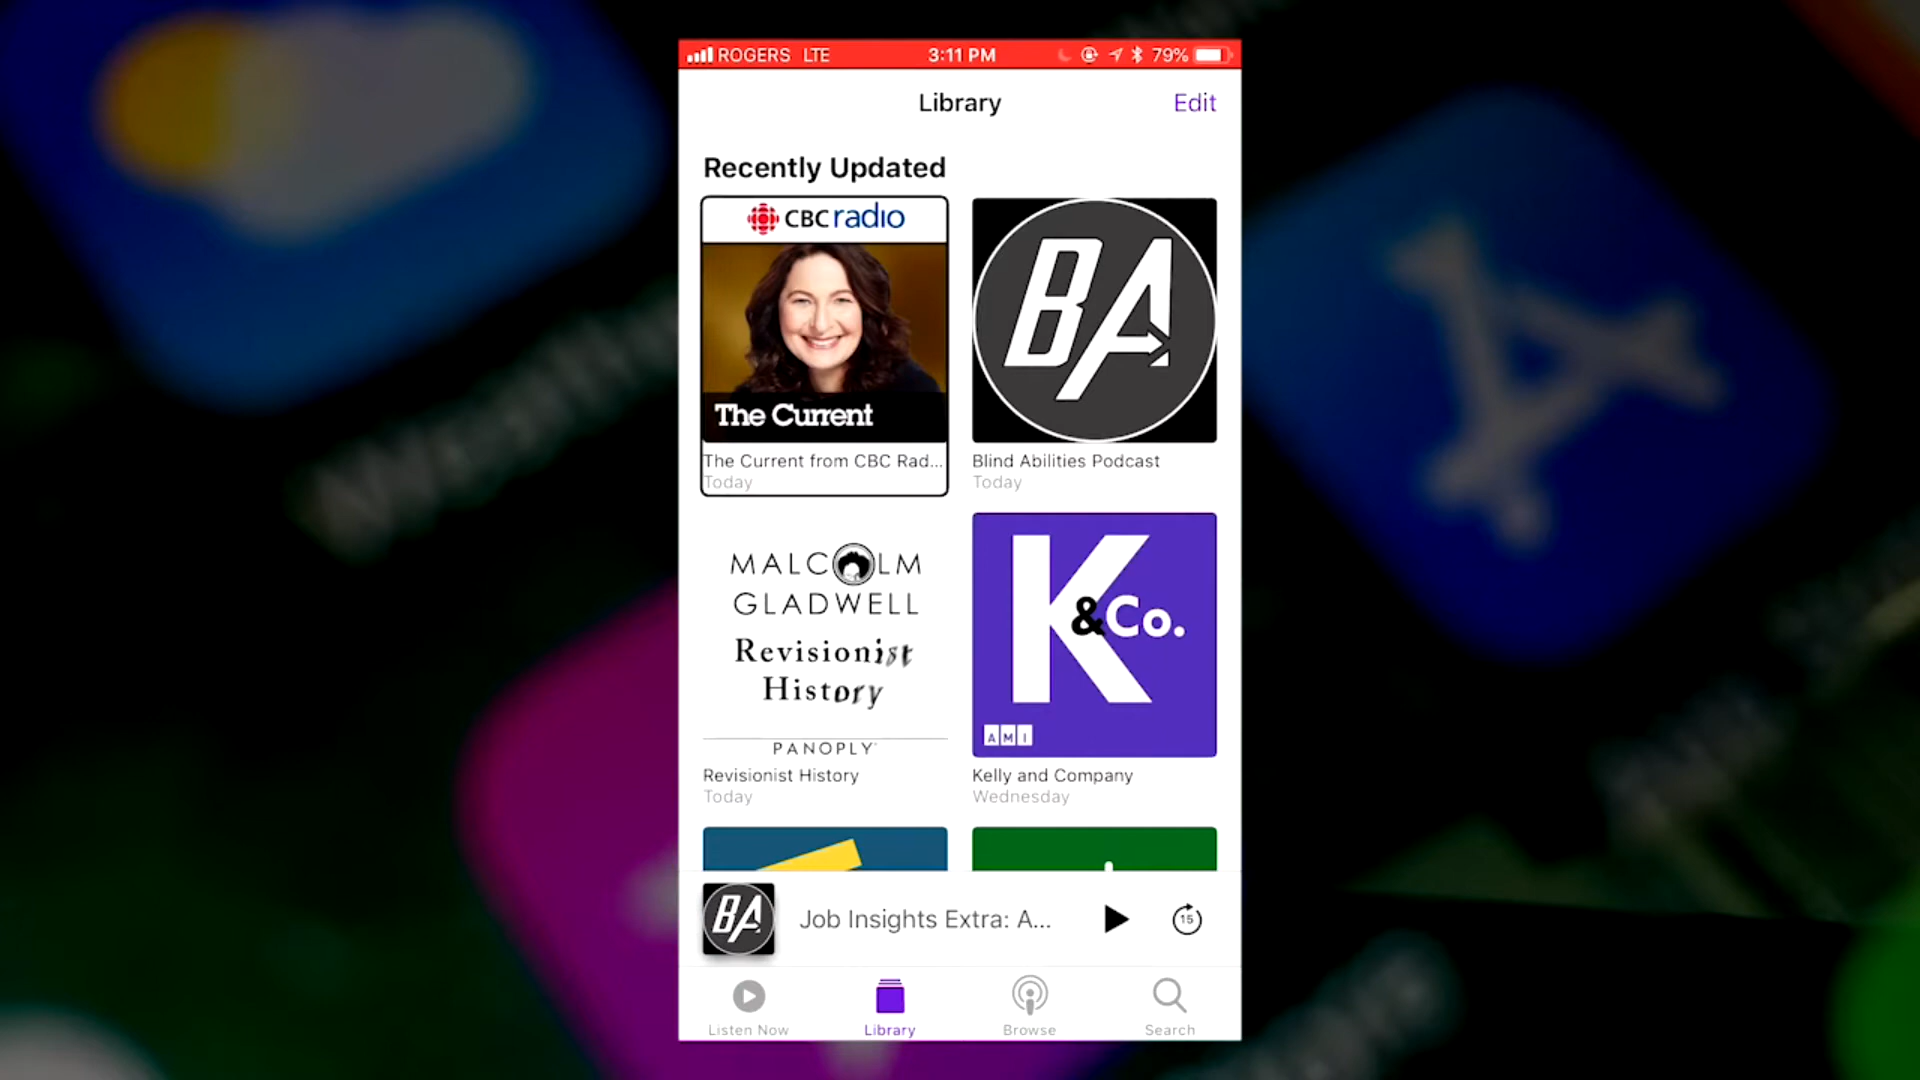 ROGERS LTE 3:11 PM 79%
Library Edit
Recently Updated
CBC radio
The Current
The Current from CBC Rad...
Today
BA
Blind Abilities Podcast
Today
MALCOLM
GLADWELL
Revisionist
History
PANOPLY
Revisionist History
Today
K&Co.
AMI
Kelly and Company
Wednesday
BA Job Insights Extra: A... 15
Listen Now Library Browse Search
Weather